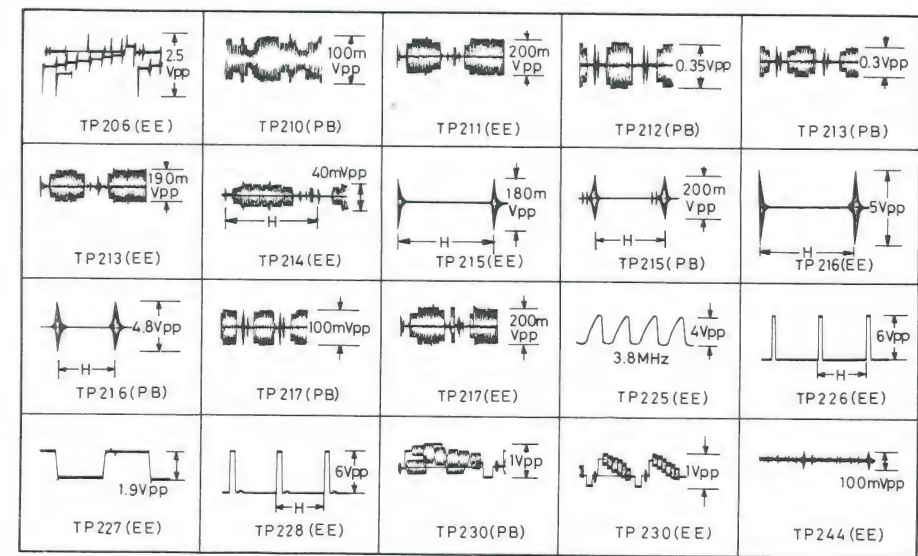 2.5
Vpp
TP206(EE)
100m
Vpp
TP210(PB)
200m
Vpp
TP211(EE)
0.35Vpp
TP212(PB)
0.3Vpp
TP213(PB)
190m
Vpp
TP213(EE)
40mVpp
H
TP214(EE)
180m
Vpp
H
TP215(EE)
200m
Vpp
H
TP215(PB)
5Vpp
H
TP216(EE)
4.8Vpp
H
TP216(PB)
100mVpp
TP217(PB)
200m
Vpp
TP217(EE)
4Vpp
3.8MHz
TP225(EE)
6Vpp
H
TP226(EE)
1.9Vpp
TP227(EE)
6Vpp
H
TP228(EE)
1Vpp
TP230(PB)
1Vpp
TP230(EE)
100mVpp
TP244(EE)